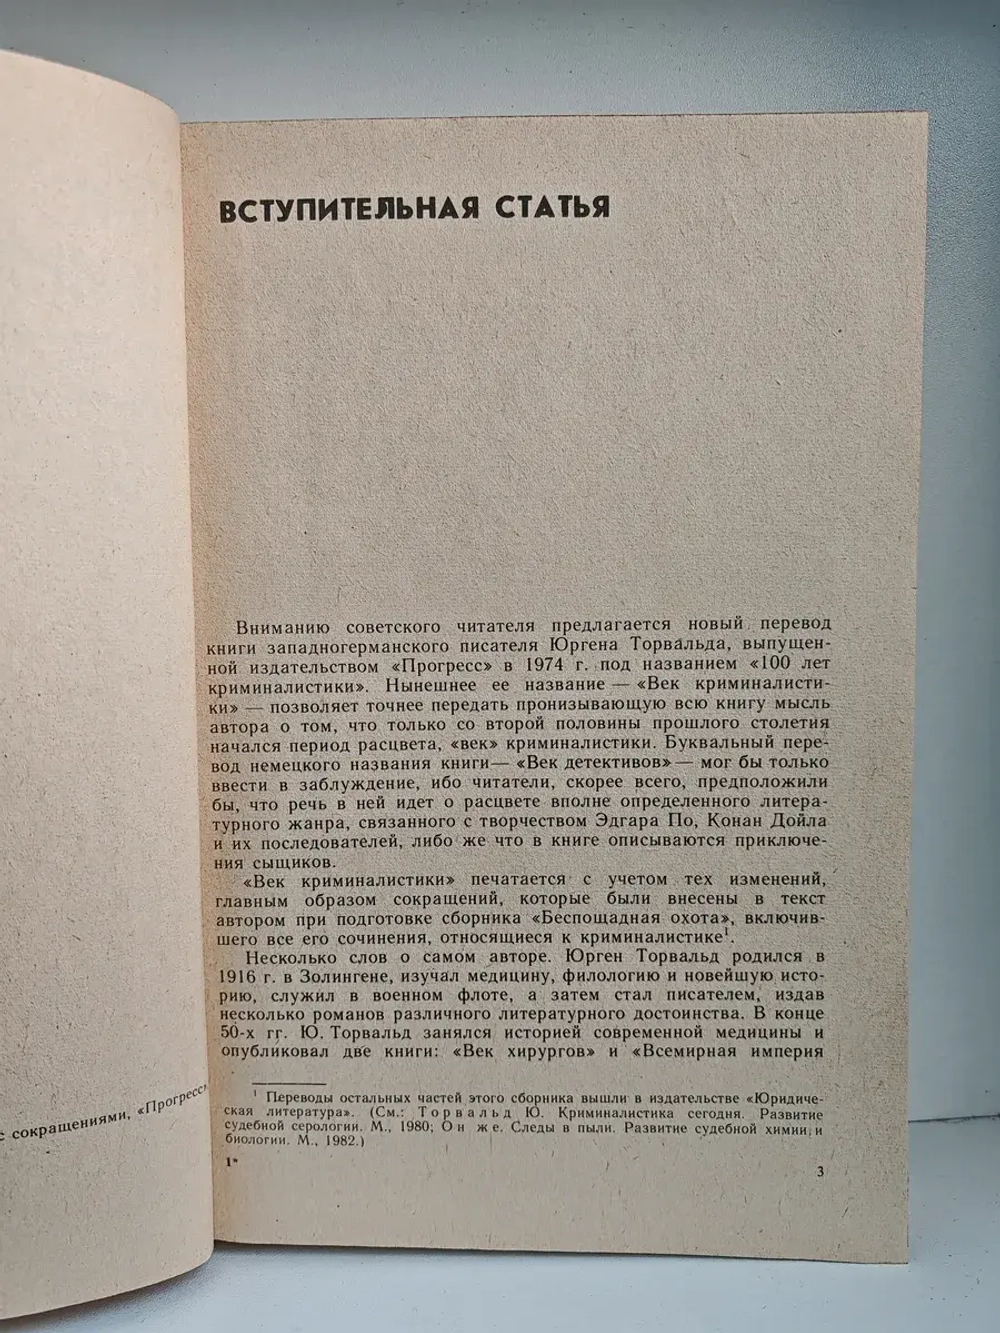 ВСТУПИТЕЛЬНАЯ СТАТЬЯ
Вниманию советского читателя предлагается новый перевод
книги западногерманского писателя Юргена Торвальда, выпущен-
ной издательством «Прогресс» в 1974 г. под названием «100 лет
криминалистики». Нынешнее ее название — «Век криминалисти-
ки» — позволяет точнее передать пронизывающую всю книгу мысль
автора о том, что только со второй половины прошлого столетия
начался период расцвета, «век» криминалистики. Буквальный пере-
вод немецкого названия книги— «Век детективов» — мог бы только
ввести в заблуждение, ибо читатели, скорее всего, предположили
бы, что речь в ней идет о расцвете вполне определенного литера-
турного жанра, связанного с творчеством Эдгара По, Конан Дойла
и их последователей, либо же что в книге описываются приключе-
ния сыщиков.
«Век криминалистики» печатается с учетом тех изменений,
главным образом сокращений, которые были внесены в текст
автором при подготовке сборника «Беспощадная охота», включив-
шего все его сочинения, относящиеся к криминалистике¹.
Несколько слов о самом авторе. Юрген Торвальд родился в
1916 г. в Золингене, изучал медицину, филологию и новейшую исто-
рию, служил в военном флоте, а затем стал писателем, издав
несколько романов различного литературного достоинства. В конце
50-х гг. Ю. Торвальд занялся историей современной медицины и
опубликовал две книги: «Век хирургов» и «Всемирная империя
¹ Переводы остальных частей этого сборника вышли в издательстве «Юридиче-
ская литература». (См.: Торвальд Ю. Криминалистика сегодня. Развитие
судебной серологии. М., 1980; Он же. Следы в пыли. Развитие судебной химии и
биологии. М., 1982.)
1*
3
с сокращениями, «Прогресс»,